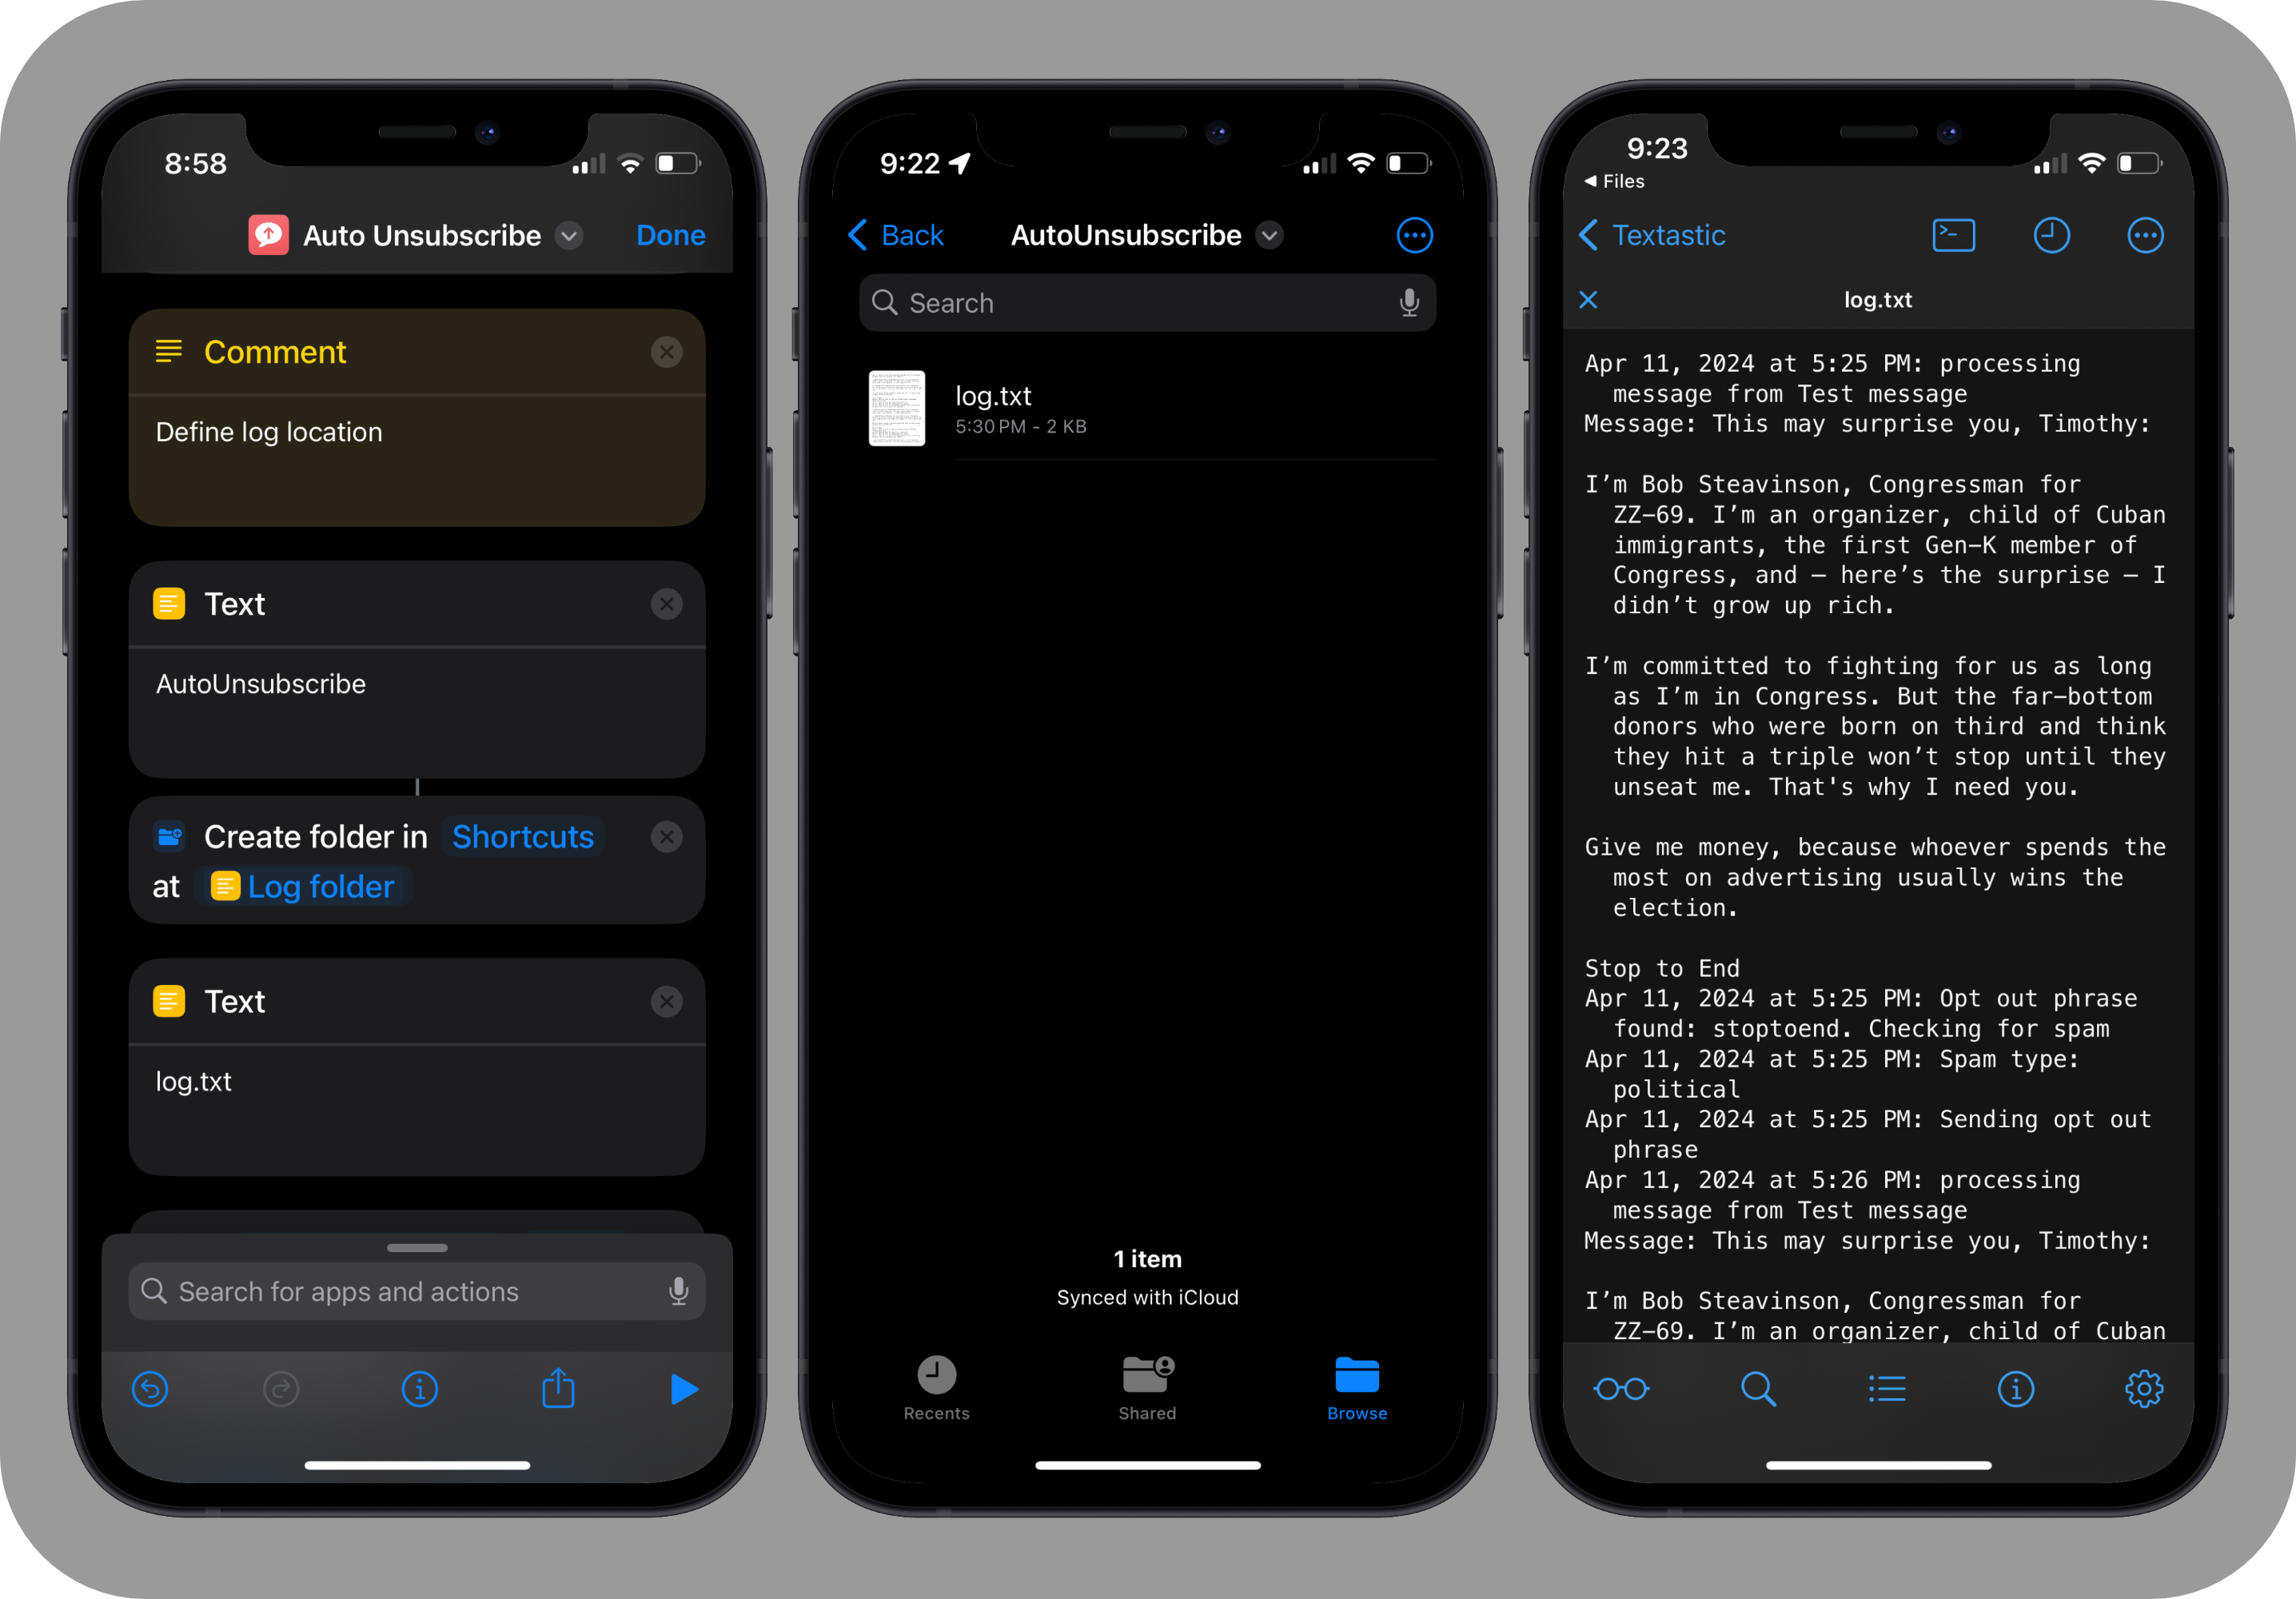 8:58
Auto Unsubscribe
Done
Comment
Define log location
Text
AutoUnsubscribe
Create folder in Shortcuts
at Log folder
Text
log.txt
Search for apps and actions
9:22
Back
AutoUnsubscribe
Search
log.txt
5:30 PM - 2 KB
1 item
Synced with iCloud
Recents
Shared
Browse
9:23
Files
Textastic
log.txt
Apr 11, 2024 at 5:25 PM: processing
message from Test message
Message: This may surprise you, Timothy:
I’m Bob Steavinson, Congressman for
ZZ–69. I’m an organizer, child of Cuban
immigrants, the first Gen–K member of
Congress, and — here’s the surprise — I
didn’t grow up rich.
I’m committed to fighting for us as long
as I’m in Congress. But the far–bottom
donors who were born on third and think
they hit a triple won’t stop until they
unseat me. That's why I need you.
Give me money, because whoever spends the
most on advertising usually wins the
election.
Stop to End
Apr 11, 2024 at 5:25 PM: Opt out phrase
found: stoptoend. Checking for spam
Apr 11, 2024 at 5:25 PM: Spam type:
political
Apr 11, 2024 at 5:25 PM: Sending opt out
phrase
Apr 11, 2024 at 5:26 PM: processing
message from Test message
Message: This may surprise you, Timothy:
I’m Bob Steavinson, Congressman for
ZZ–69. I’m an organizer, child of Cuban